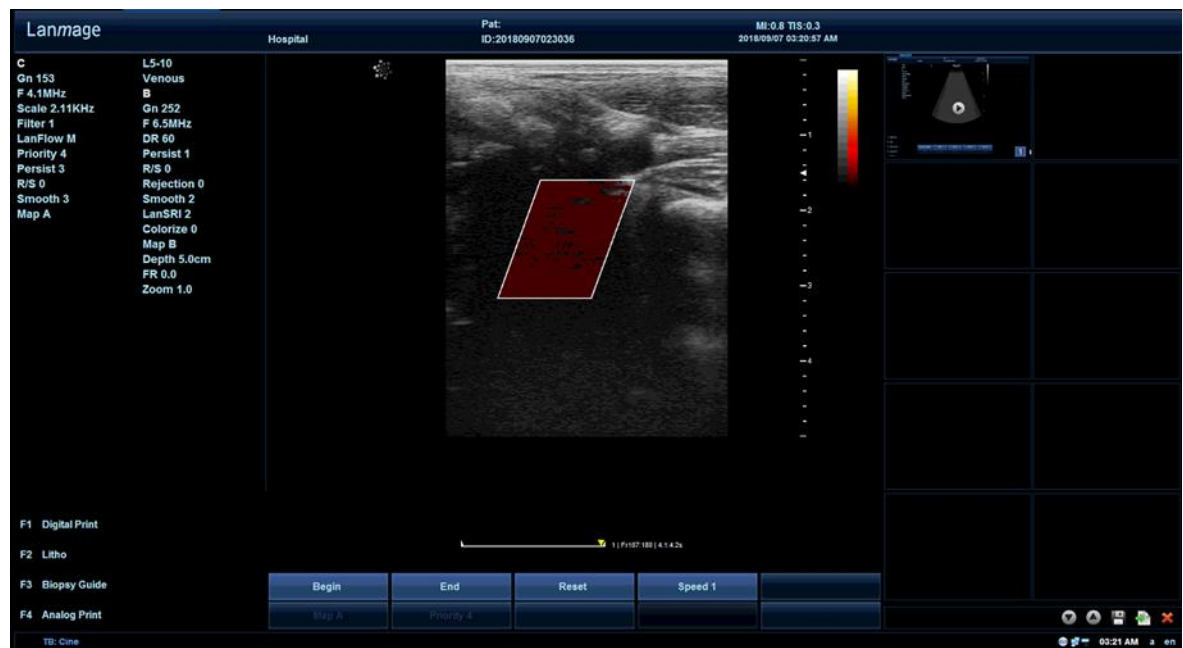 Lanmage
Hospital
Pat:
ID:20180907023036
MI:0.8 TIS:0.3
2018/09/07 03:20:57 AM
C
Gn 153
F 4.1MHz
Scale 2.11KHz
Filter 1
LanFlow M
Priority 4
Persist 3
R/S 0
Smooth 3
Map A
L5-10
Venous
B
Gn 252
F 6.5MHz
DR 60
Persist 1
R/S 0
Rejection 0
Smooth 2
LanSRI 2
Colorize 0
Map B
Depth 5.0cm
FR 0.0
Zoom 1.0
1
2
3
4
1
F1 Digital Print
F2 Litho
F3 Biopsy Guide
F4 Analog Print
Begin
End
Reset
Speed 1
Map A
Priority 4
TB: Cine
03:21 AM a en